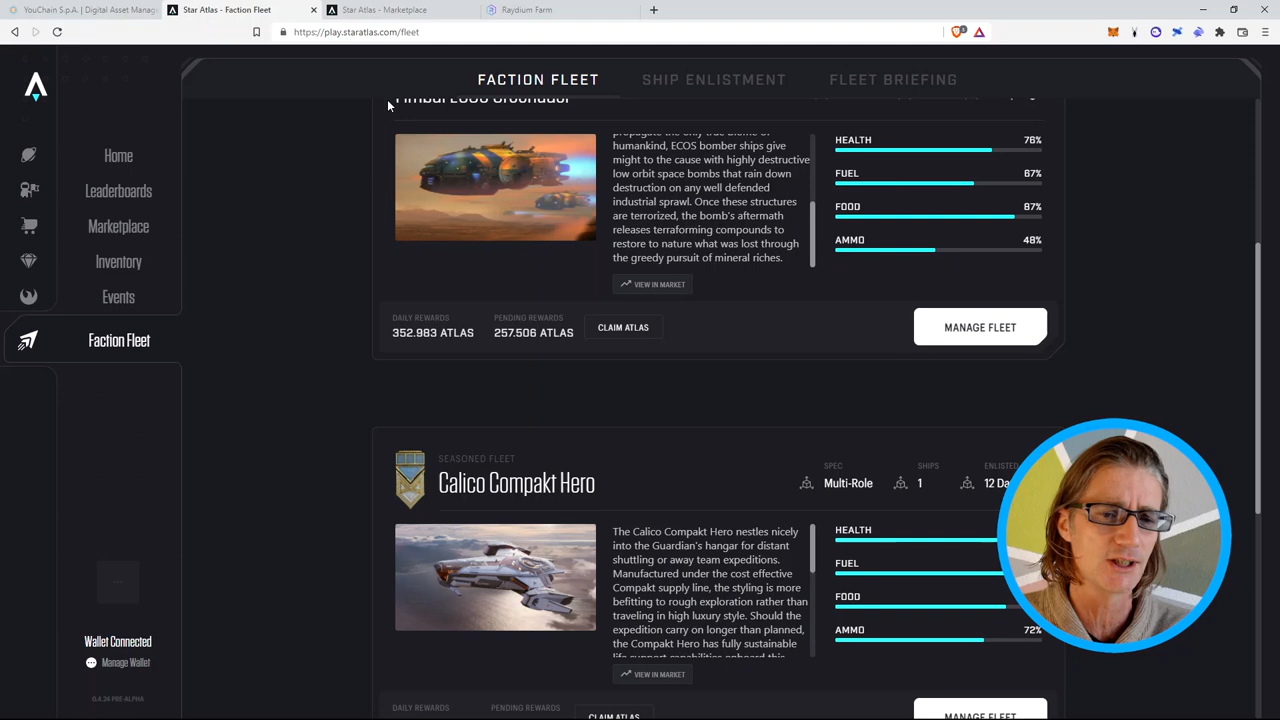 YouChain S.p.A. | Digital Asset Manag
Star Atlas - Faction Fleet
Star Atlas - Marketplace
Raydium Farm
https://play.staratlas.com/fleet
FACTION FLEET
SHIP ENLISTMENT
FLEET BRIEFING
Home
Leaderboards
Marketplace
Inventory
Events
Faction Fleet
Wallet Connected
Manage Wallet
0.4.34 PRE-ALPHA
humankind, ECOS bomber ships give
might to the cause with highly destructive
low orbit space bombs that rain down
destruction on any well defended
industrial sprawl. Once these structures
are terrorized, the bomb's aftermath
releases terraforming compounds to
restore to nature what was lost through
the greedy pursuit of mineral riches.
VIEW IN MARKET
HEALTH 76%
FUEL 67%
FOOD 87%
AMMO 48%
DAILY REWARDS
352.983 ATLAS
PENDING REWARDS
257.506 ATLAS
CLAIM ATLAS
MANAGE FLEET
SEASONED FLEET
Calico Compakt Hero
SPEC
Multi-Role
SHIPS
1
ENLISTED
12 Da
The Calico Compakt Hero nestles nicely
into the Guardian's hangar for distant
shuttling or away team expeditions.
Manufactured under the cost effective
Compakt supply line, the styling is more
befitting to rough exploration rather than
traveling in high luxury style. Should the
expedition carry on longer than planned,
the Compakt Hero has fully sustainable
VIEW IN MARKET
HEALTH
FUEL
FOOD
AMMO 72%
DAILY REWARDS
PENDING REWARDS
CLAIM ATLAS
MANAGE FLEET